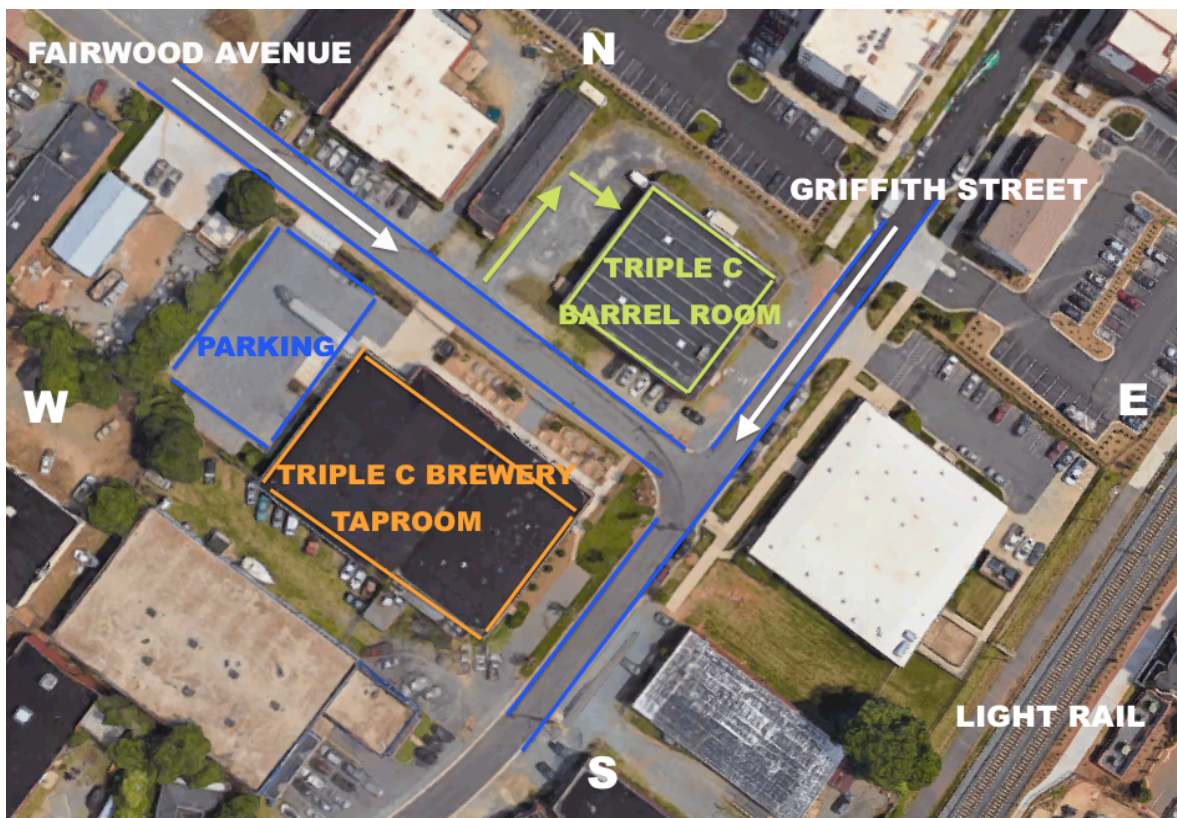 N
FAIRWOOD AVENUE
GRIFFITH STREET
TRIPLE C
BARREL ROOM
PARKING
W
E
TRIPLE C BREWERY
TAPROOM
LIGHT RAIL
S